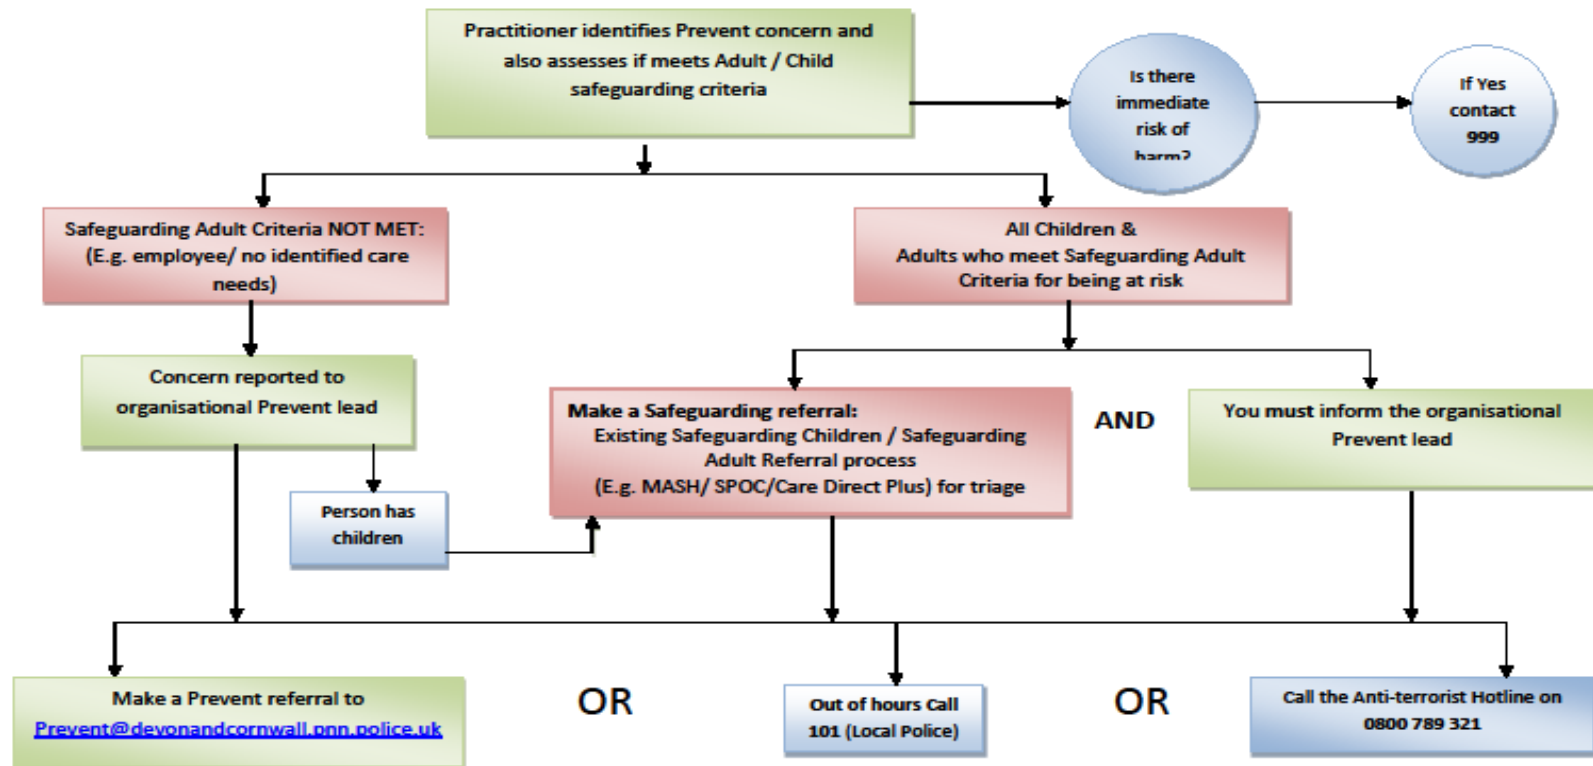 Practitioner identifies Prevent concern and
also assesses if meets Adult / Child
safeguarding criteria
Is there
immediate
risk of
harm?
If Yes
contact
999
Safeguarding Adult Criteria NOT MET:
(E.g. employee/ no identified care
needs)
All Children &
Adults who meet Safeguarding Adult
Criteria for being at risk
Concern reported to
organisational Prevent lead
Person has
children
Make a Safeguarding referral:
Existing Safeguarding Children / Safeguarding
Adult Referral process
(E.g. MASH/ SPOC/Care Direct Plus) for triage
AND
You must inform the organisational
Prevent lead
Make a Prevent referral to
Prevent@devonandcornwall.pnn.police.uk
OR
Out of hours Call
101 (Local Police)
OR
Call the Anti-terrorist Hotline on
0800 789 321